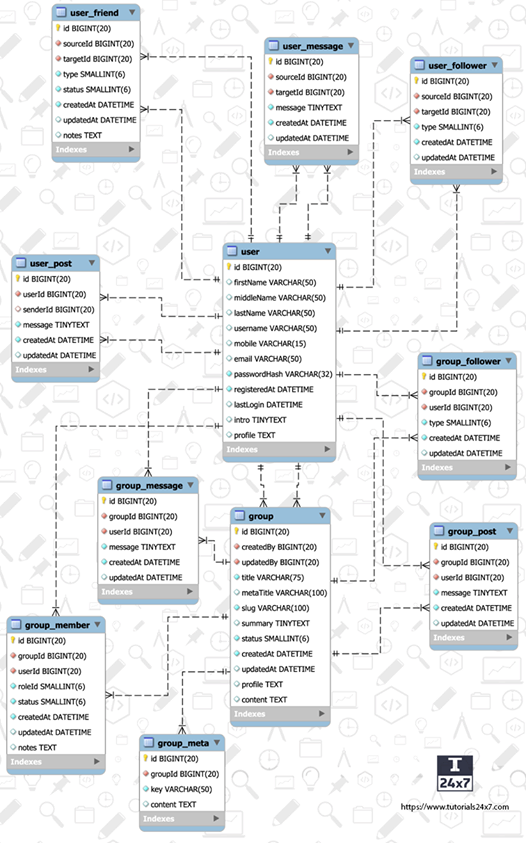 user_friend
id BIGINT(20)
sourceId BIGINT(20)
targetId BIGINT(20)
type SMALLINT(6)
status SMALLINT(6)
createdAt DATETIME
updatedAt DATETIME
notes TEXT
Indexes
user_message
id BIGINT(20)
sourceId BIGINT(20)
targetId BIGINT(20)
message TINYTEXT
createdAt DATETIME
updatedAt DATETIME
Indexes
user_follower
id BIGINT(20)
sourceId BIGINT(20)
targetId BIGINT(20)
type SMALLINT(6)
createdAt DATETIME
updatedAt DATETIME
Indexes
user_post
id BIGINT(20)
userId BIGINT(20)
senderId BIGINT(20)
message TINYTEXT
createdAt DATETIME
updatedAt DATETIME
Indexes
user
id BIGINT(20)
firstName VARCHAR(50)
middleName VARCHAR(50)
lastName VARCHAR(50)
username VARCHAR(50)
mobile VARCHAR(15)
email VARCHAR(50)
passwordHash VARCHAR(32)
registeredAt DATETIME
lastLogin DATETIME
intro TINYTEXT
profile TEXT
Indexes
group_follower
id BIGINT(20)
groupId BIGINT(20)
userId BIGINT(20)
type SMALLINT(6)
createdAt DATETIME
updatedAt DATETIME
Indexes
group_message
id BIGINT(20)
groupId BIGINT(20)
userId BIGINT(20)
message TINYTEXT
createdAt DATETIME
updatedAt DATETIME
group
id BIGINT(20)
createdBy BIGINT(20)
updatedBy BIGINT(20)
title VARCHAR(75)
metaTitle VARCHAR(100)
slug VARCHAR(100)
summary TINYTEXT
status SMALLINT(6)
createdAt DATETIME
updatedAt DATETIME
profile TEXT
content TEXT
Indexes
group_post
id BIGINT(20)
groupId BIGINT(20)
userId BIGINT(20)
message TINYTEXT
createdAt DATETIME
updatedAt DATETIME
Indexes
group_member
id BIGINT(20)
groupId BIGINT(20)
userId BIGINT(20)
roleId SMALLINT(6)
status SMALLINT(6)
createdAt DATETIME
updatedAt DATETIME
notes TEXT
Indexes
group_meta
id BIGINT(20)
groupId BIGINT(20)
key VARCHAR(50)
content TEXT
Indexes
T
24x7
https://www.tutorials24x7.com